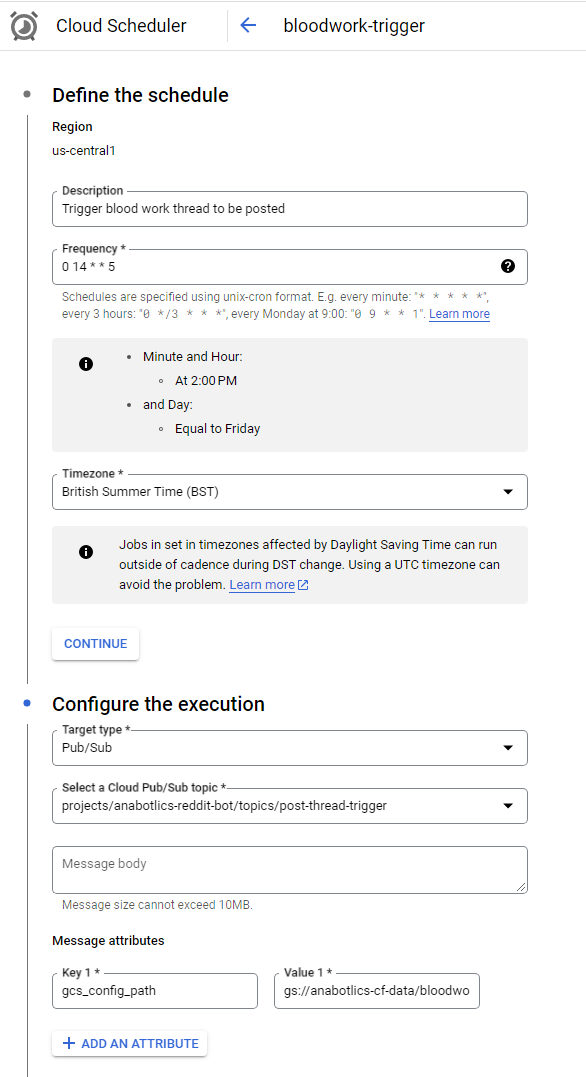 Cloud Scheduler
bloodwork-trigger
Define the schedule
Region
us-central1
Description
Trigger blood work thread to be posted
Frequency *
0 14 * * 5
Schedules are specified using unix-cron format. E.g. every minute: "* * * * *",
every 3 hours: "0 */3 * * *", every Monday at 9:00: "0 9 * * 1". Learn more
Minute and Hour:
At 2:00 PM
and Day:
Equal to Friday
Timezone *
British Summer Time (BST)
Jobs in set in timezones affected by Daylight Saving Time can run
outside of cadence during DST change. Using a UTC timezone can
avoid the problem. Learn more
CONTINUE
Configure the execution
Target type *
Pub/Sub
Select a Cloud Pub/Sub topic *
projects/anabotlics-reddit-bot/topics/post-thread-trigger
Message body
Message size cannot exceed 10MB.
Message attributes
Key 1 *
gcs_config_path
Value 1 *
gs://anabotlics-cf-data/bloodwo
+ ADD AN ATTRIBUTE